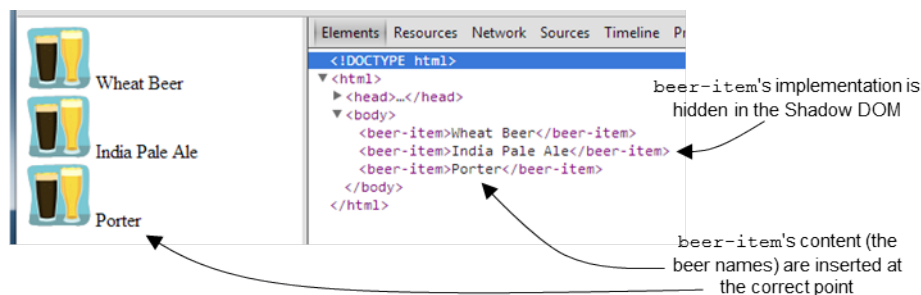 Wheat Beer
India Pale Ale
Porter
Elements Resources Network Sources Timeline
<!DOCTYPE html>
▼<html>
▶<head>…</head>
▼<body>
<beer-item>Wheat Beer</beer-item>
<beer-item>India Pale Ale</beer-item>
<beer-item>Porter</beer-item>
</body>
</html>
beer-item's implementation is
hidden in the Shadow DOM
beer-item's content (the
beer names) are inserted at
the correct point